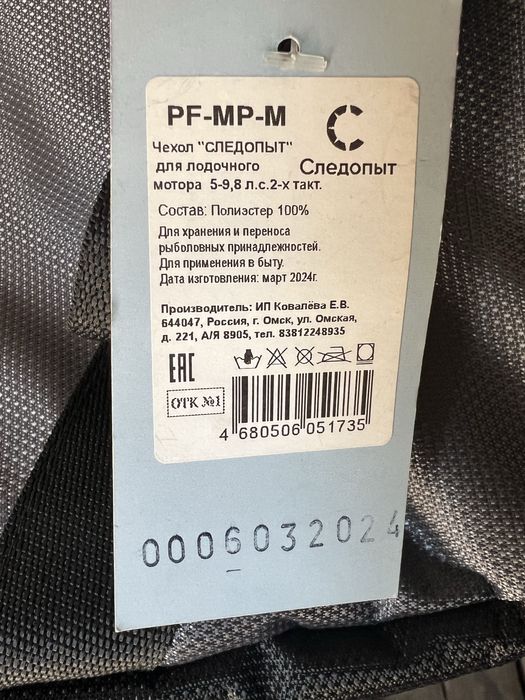 PF-MP-M
Чехол "СЛЕДОПЫТ"
для лодочного
мотора 5-9,8 л.с.2-х такт.
Следопыт
Состав: Полиэстер 100%
Для хранения и переноса
рыболовных принадлежностей.
Для применения в быту.
Дата изготовления: март 2024г.
Производитель: ИП Ковалёва Е.В.
644047, Россия, г. Омск, ул. Омская,
д. 221, А/Я 8905, тел. 83812248935
ЕАС
ОТК №1
4 680506 051735
0006032024